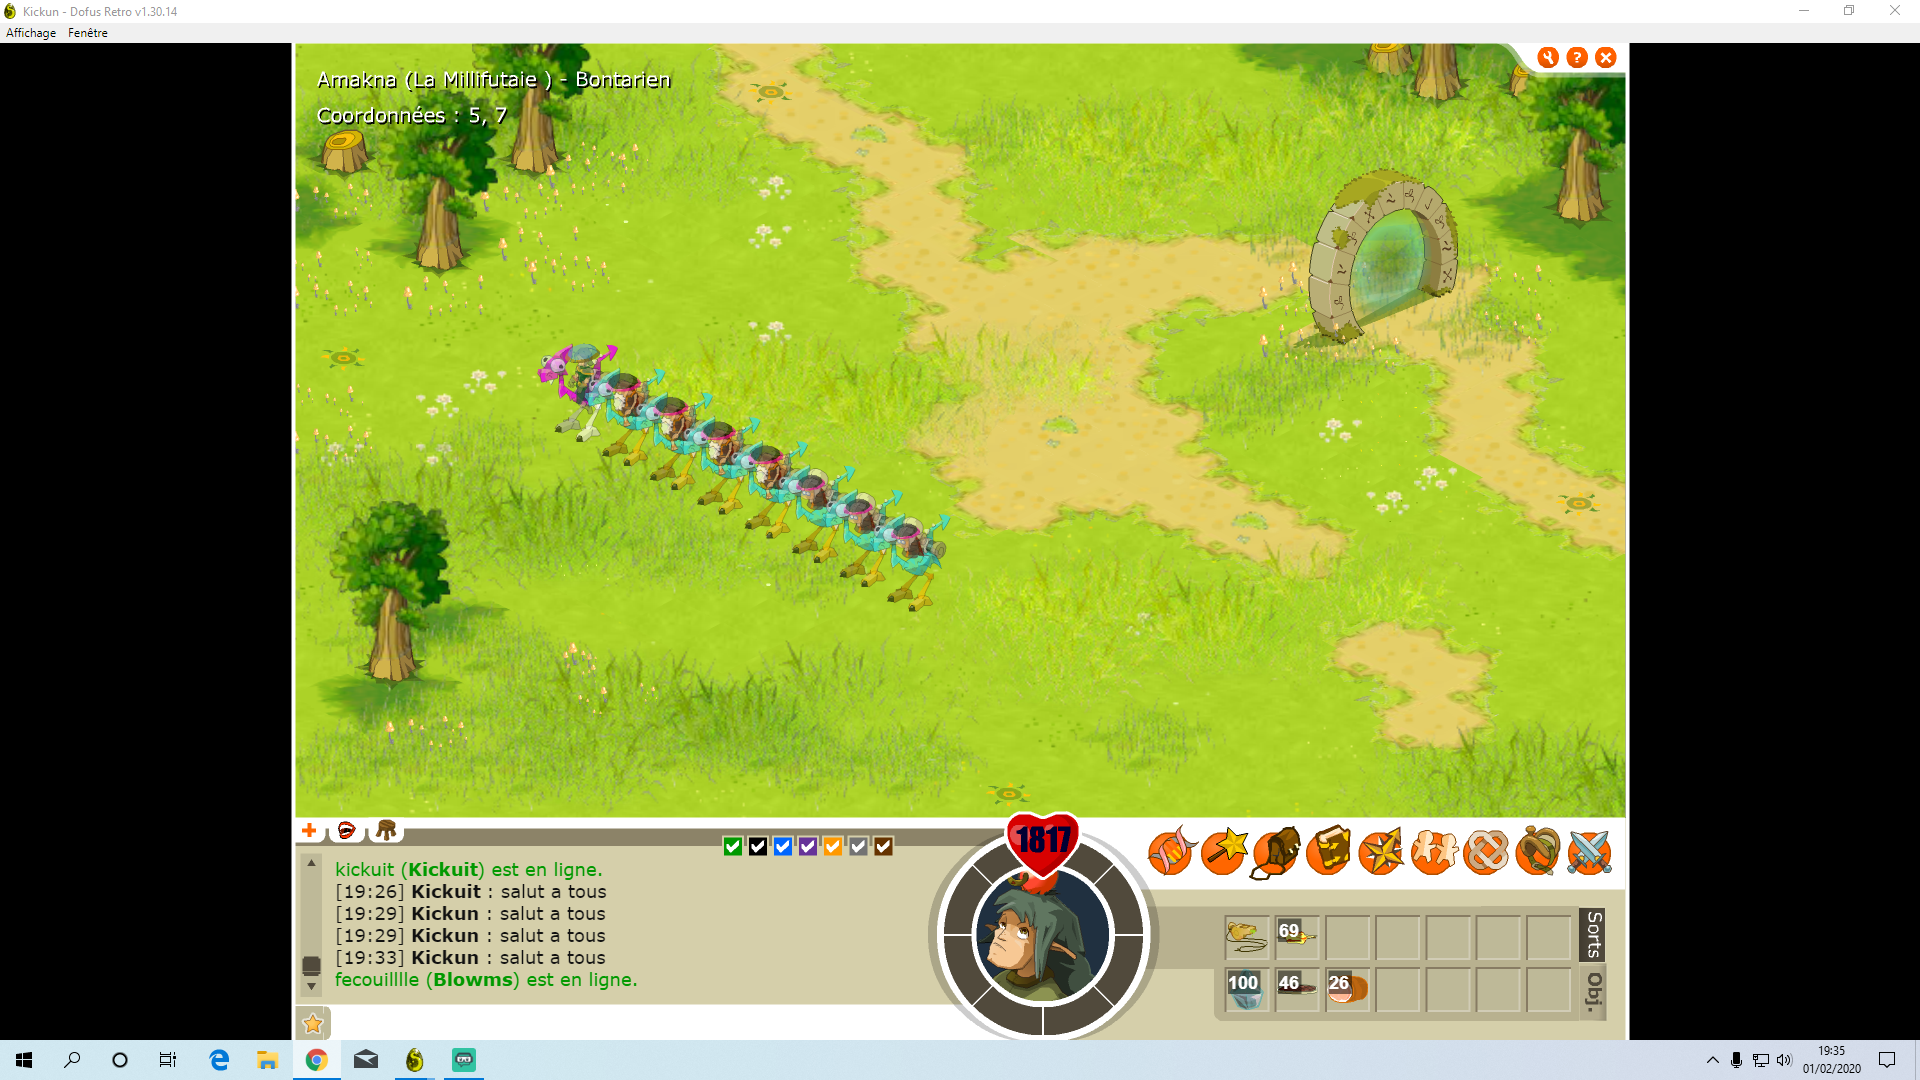 Kickun - Dofus Retro v1.30.14
Affichage Fenêtre
Amakna (La Millifutaie ) - Bontarien
Coordonnées : 5, 7
1817
kickuit (Kickuit) est en ligne.
[19:26] Kickuit : salut a tous
[19:29] Kickun : salut a tous
[19:29] Kickun : salut a tous
[19:33] Kickun : salut a tous
fecouilllle (Blowms) est en ligne.
69
Sorts
100 46 26
Obj.
19:35
01/02/2020